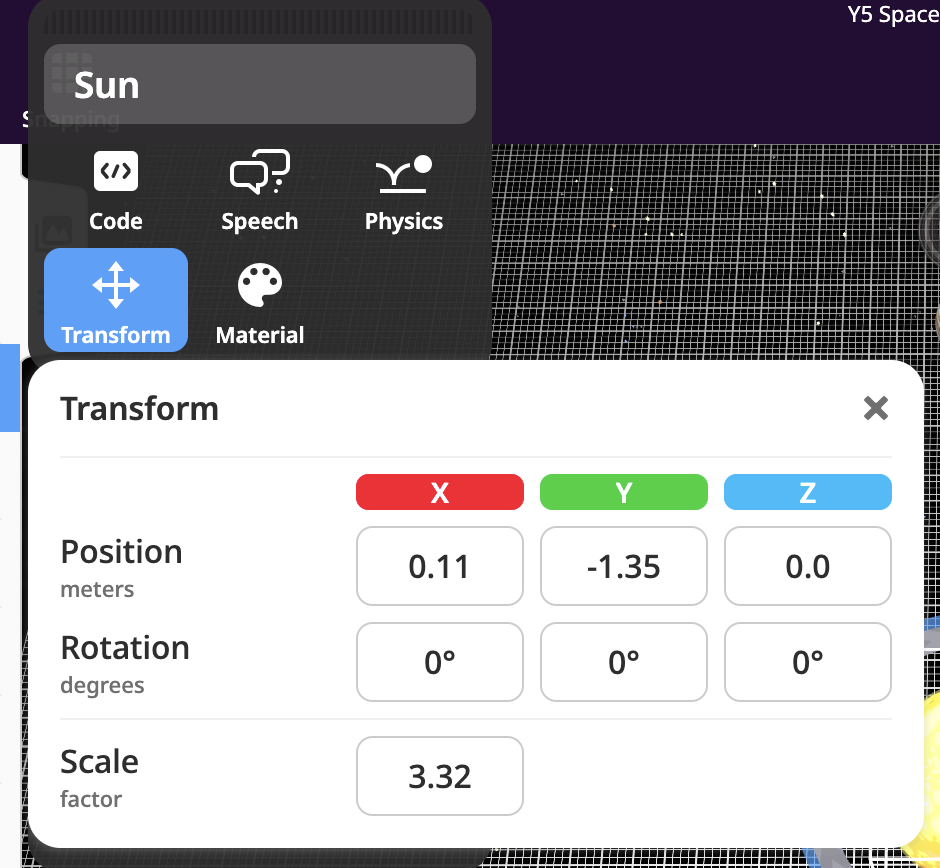 Y5 Space
Sun
Snapping
Code
Speech
Physics
Transform
Material
Transform
X
Y
Z
Position
meters
0.11
-1.35
0.0
Rotation
degrees
0°
0°
0°
Scale
factor
3.32